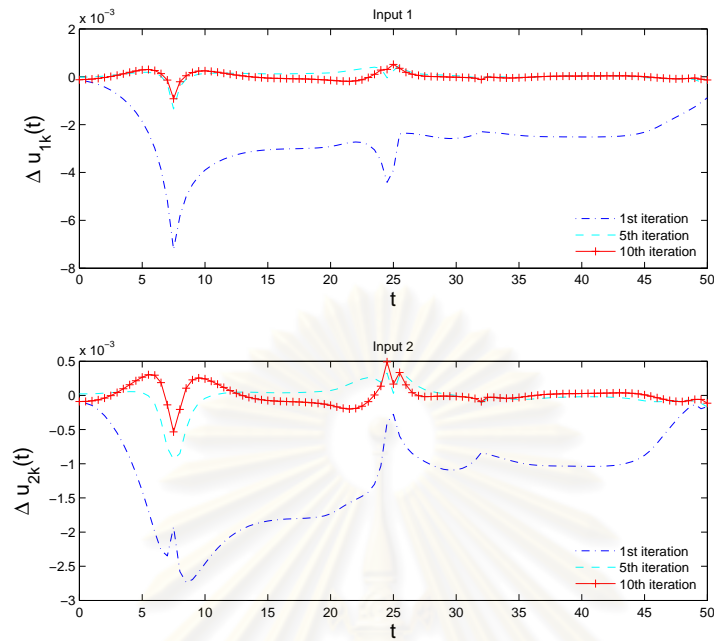 Input 1
x 10⁻³
2
0
−2
−4
−6
−8
Δ u₁ₖ(t)
0 5 10 15 20 25 30 35 40 45 50
t
1st iteration
5th iteration
10th iteration
Input 2
x 10⁻³
0.5
0
−0.5
−1
−1.5
−2
−2.5
−3
Δ u₂ₖ(t)
0 5 10 15 20 25 30 35 40 45 50
t
1st iteration
5th iteration
10th iteration